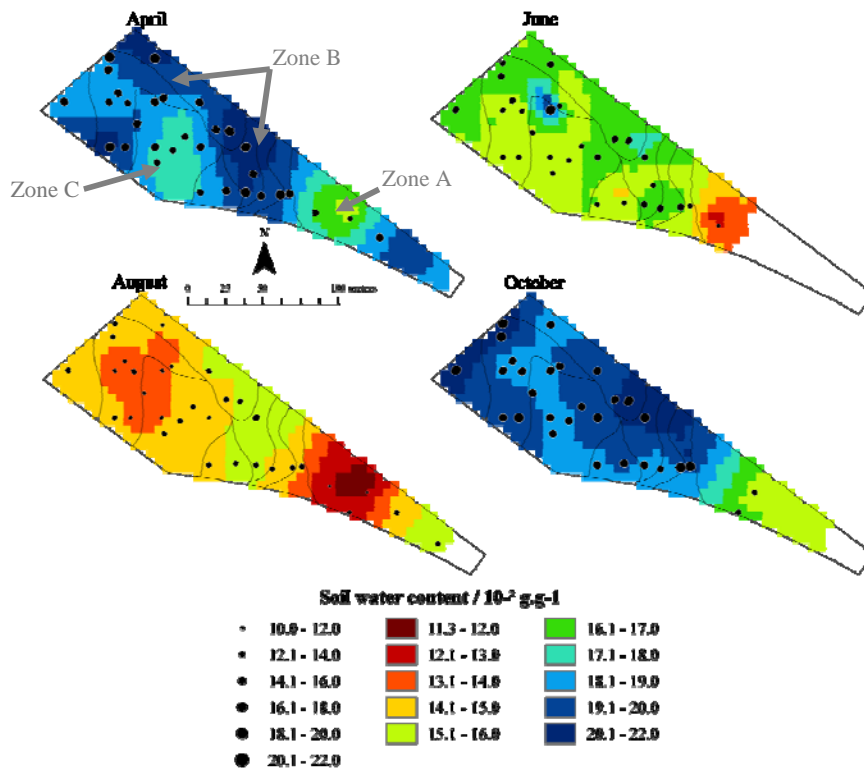 April
June
Zone B
Zone C
Zone A
N
0 25 50 100 meters
August
October
Soil water content / 10-² g.g-1
10.0 - 12.0
12.1 - 14.0
14.1 - 16.0
16.1 - 18.0
18.1 - 20.0
20.1 - 22.0
11.3 - 12.0
12.1 - 13.0
13.1 - 14.0
14.1 - 15.0
15.1 - 16.0
16.1 - 17.0
17.1 - 18.0
18.1 - 19.0
19.1 - 20.0
20.1 - 22.0